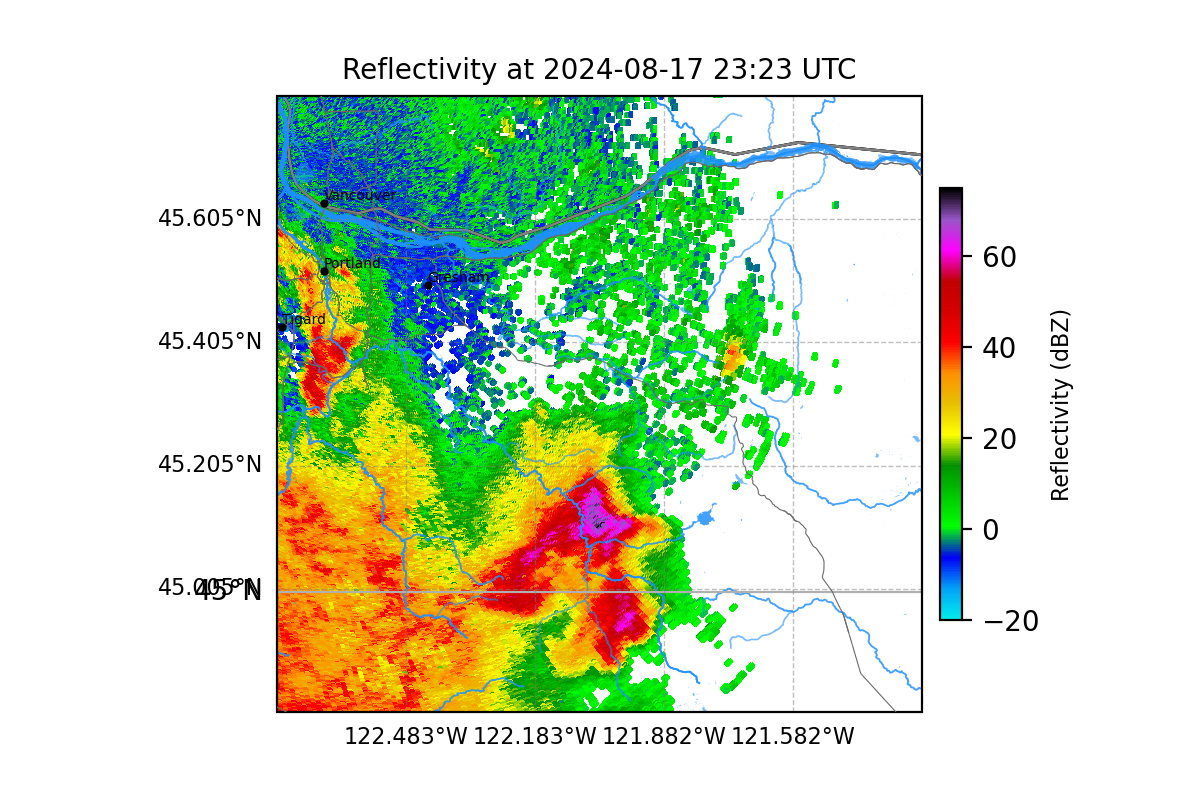 Reflectivity at 2024-08-17 23:23 UTC
Vancouver
45.605°N
Portland
Gresham
Tigard
45.405°N
45.205°N
45.005°N
45°N
122.483°W 122.183°W 121.882°W 121.582°W
60
40
20
0
−20
Reflectivity (dBZ)